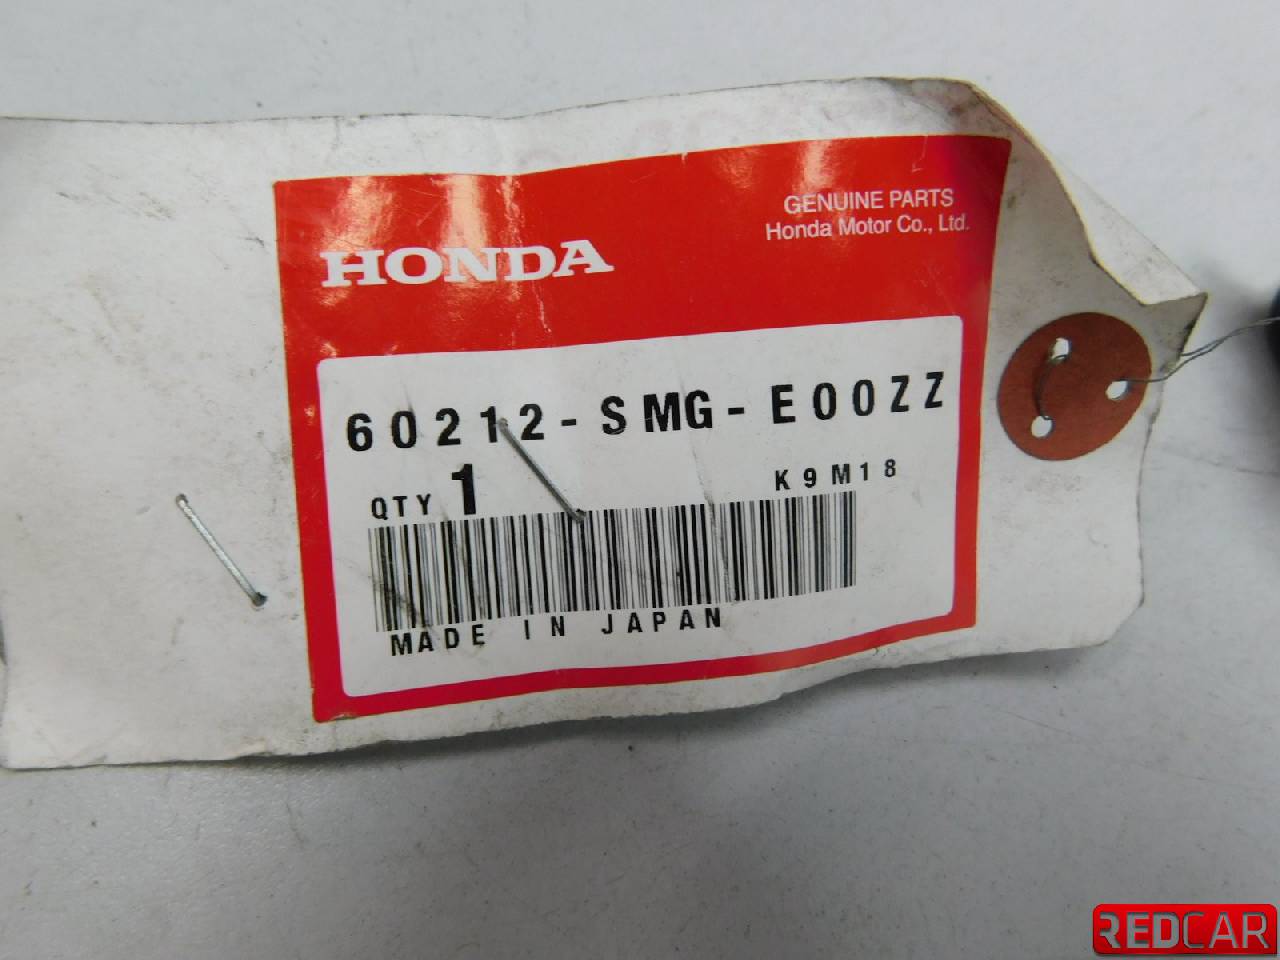 GENUINE PARTS
Honda Motor Co., Ltd.
HONDA
60212-SMG-E00ZZ
QTY 1 K9M18
MADE IN JAPAN
REDCAR